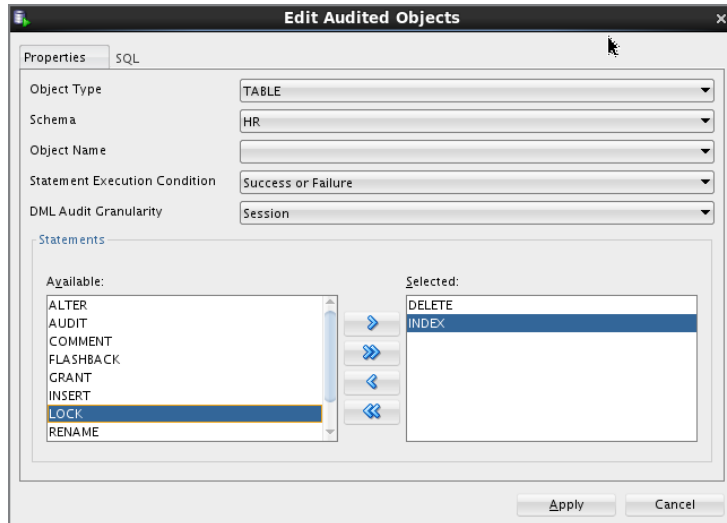 Edit Audited Objects
Properties SQL
Object Type TABLE
Schema HR
Object Name
Statement Execution Condition Success or Failure
DML Audit Granularity Session
Statements
Available: Selected:
ALTER DELETE
AUDIT INDEX
COMMENT
FLASHBACK
GRANT
INSERT
LOCK
RENAME
Apply Cancel